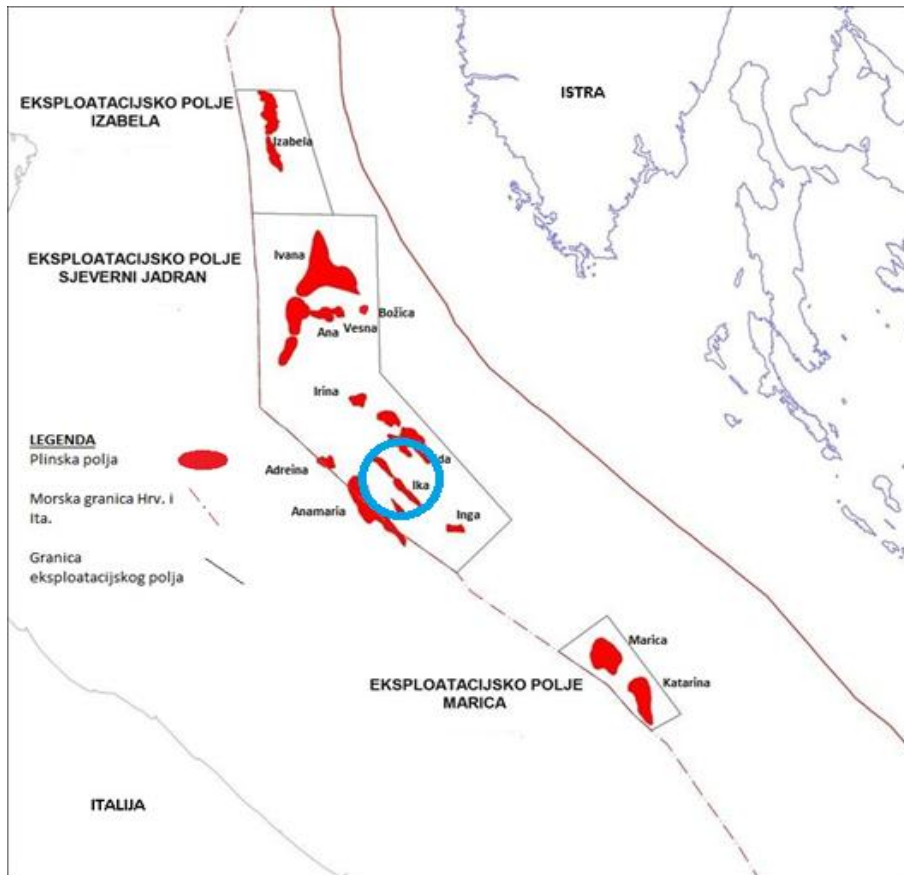 EKSPLOATACIJSKO POLJE
IZABELA
ISTRA
Izabela
EKSPLOATACIJSKO POLJE
SJEVERNI JADRAN
Ivana
Ana
Vesna
Božica
Irina
LEGENDA
Plinska polja
Adreina
Ika
Morska granica Hrv. i
Ita.
Anamaria
Inga
Granica
eksploatacijskog polja
Marica
EKSPLOATACIJSKO POLJE
MARICA
Katarina
ITALIJA